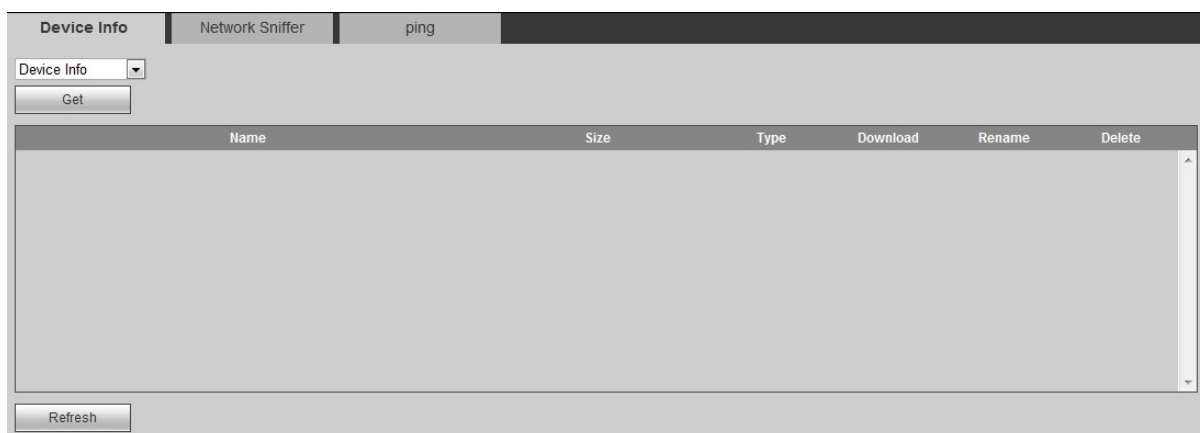 Device Info Network Sniffer ping
Device Info
Get
Name Size Type Download Rename Delete
Refresh